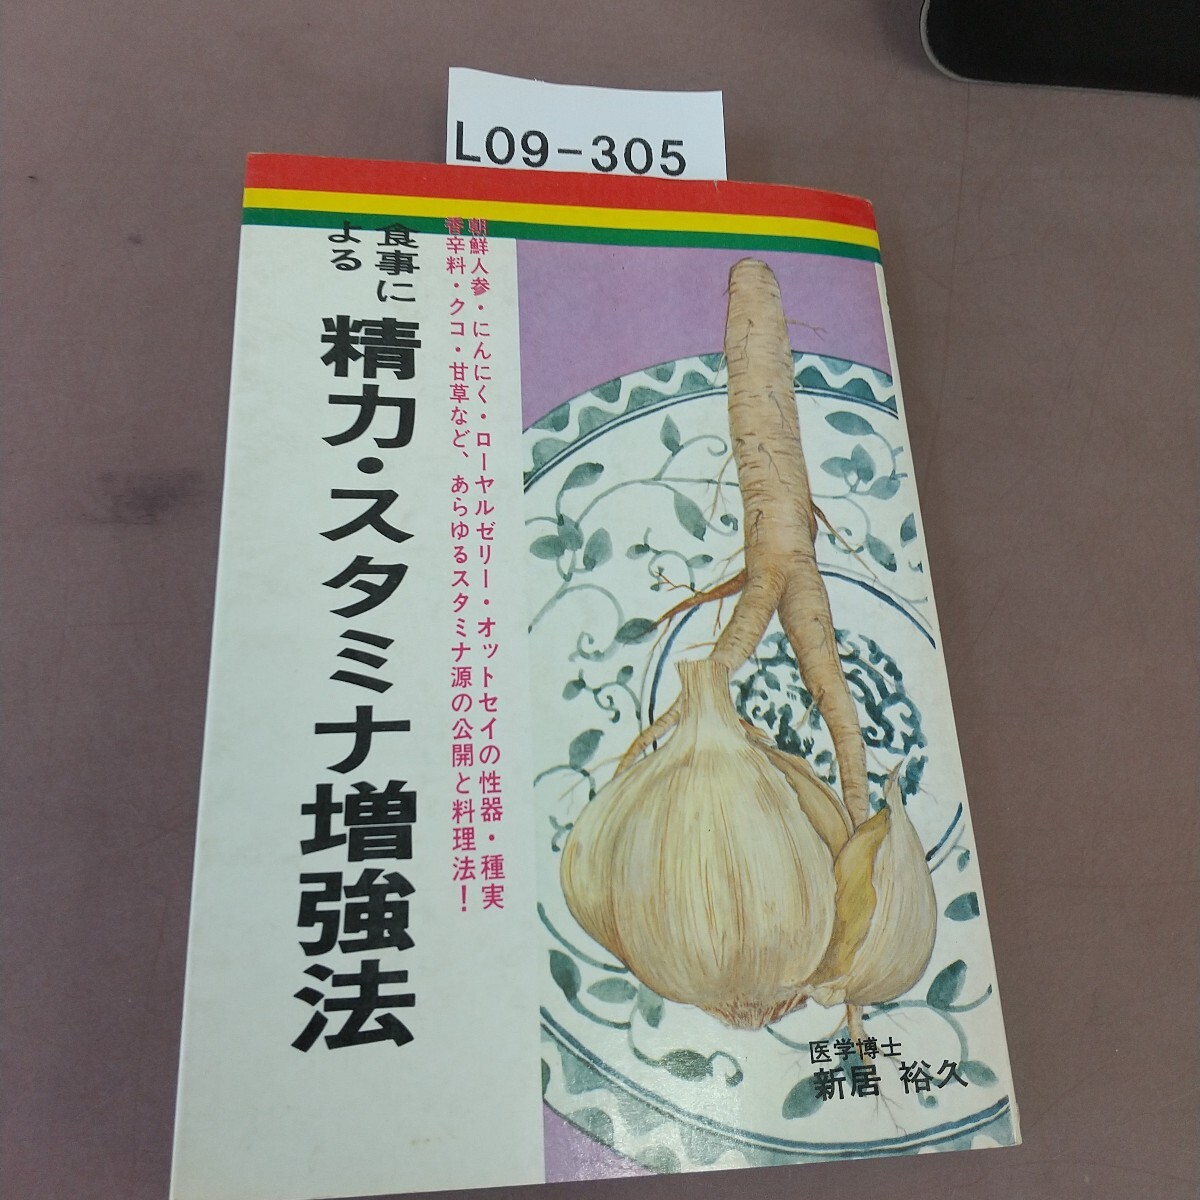 L09-305
朝鮮人参・にんにく・ローヤルゼリー・オットセイの性器・種実
香辛料・クコ・甘草など、あらゆるスタミナ源の公開と料理法!
食事に
よる
精力・スタミナ増強法
医学博士
新居 裕久